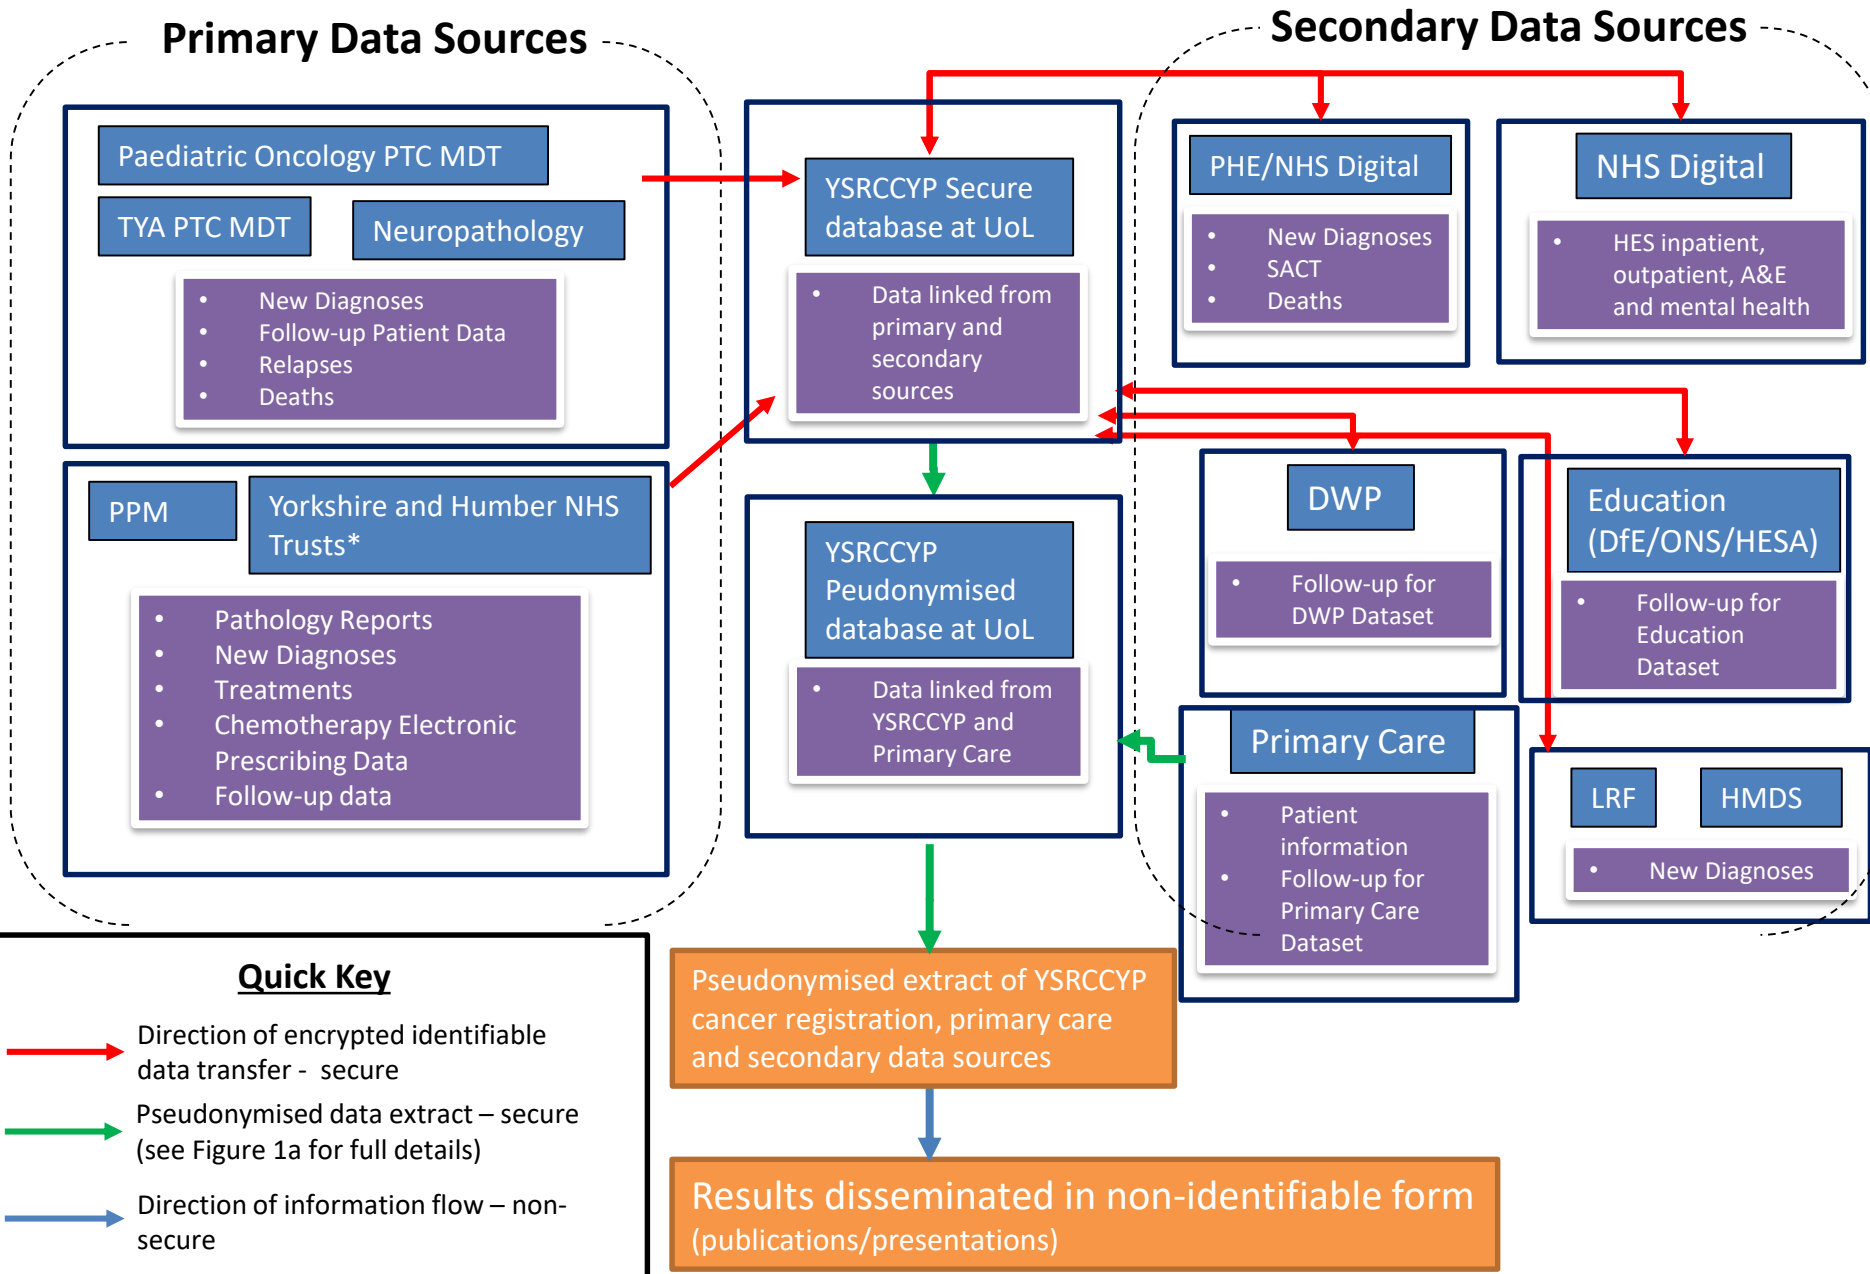 Primary Data Sources
Paediatric Oncology PTC MDT
TYA PTC MDT
Neuropathology
• New Diagnoses
• Follow-up Patient Data
• Relapses
• Deaths
PPM
Yorkshire and Humber NHS
Trusts*
• Pathology Reports
• New Diagnoses
• Treatments
• Chemotherapy Electronic
Prescribing Data
• Follow-up data
YSRCCYP Secure
database at UoL
• Data linked from
primary and
secondary
sources
YSRCCYP
Peudonymised
database at UoL
• Data linked from
YSRCCYP and
Primary Care
Secondary Data Sources
PHE/NHS Digital
• New Diagnoses
• SACT
• Deaths
NHS Digital
• HES inpatient,
outpatient, A&E
and mental health
DWP
• Follow-up for
DWP Dataset
Education
(DfE/ONS/HESA)
• Follow-up for
Education
Dataset
Primary Care
• Patient
information
• Follow-up for
Primary Care
Dataset
LRF
HMDS
• New Diagnoses
Pseudonymised extract of YSRCCYP
cancer registration, primary care
and secondary data sources
Results disseminated in non-identifiable form
(publications/presentations)
Quick Key
Direction of encrypted identifiable
data transfer - secure
Pseudonymised data extract – secure
(see Figure 1a for full details)
Direction of information flow – non-
secure